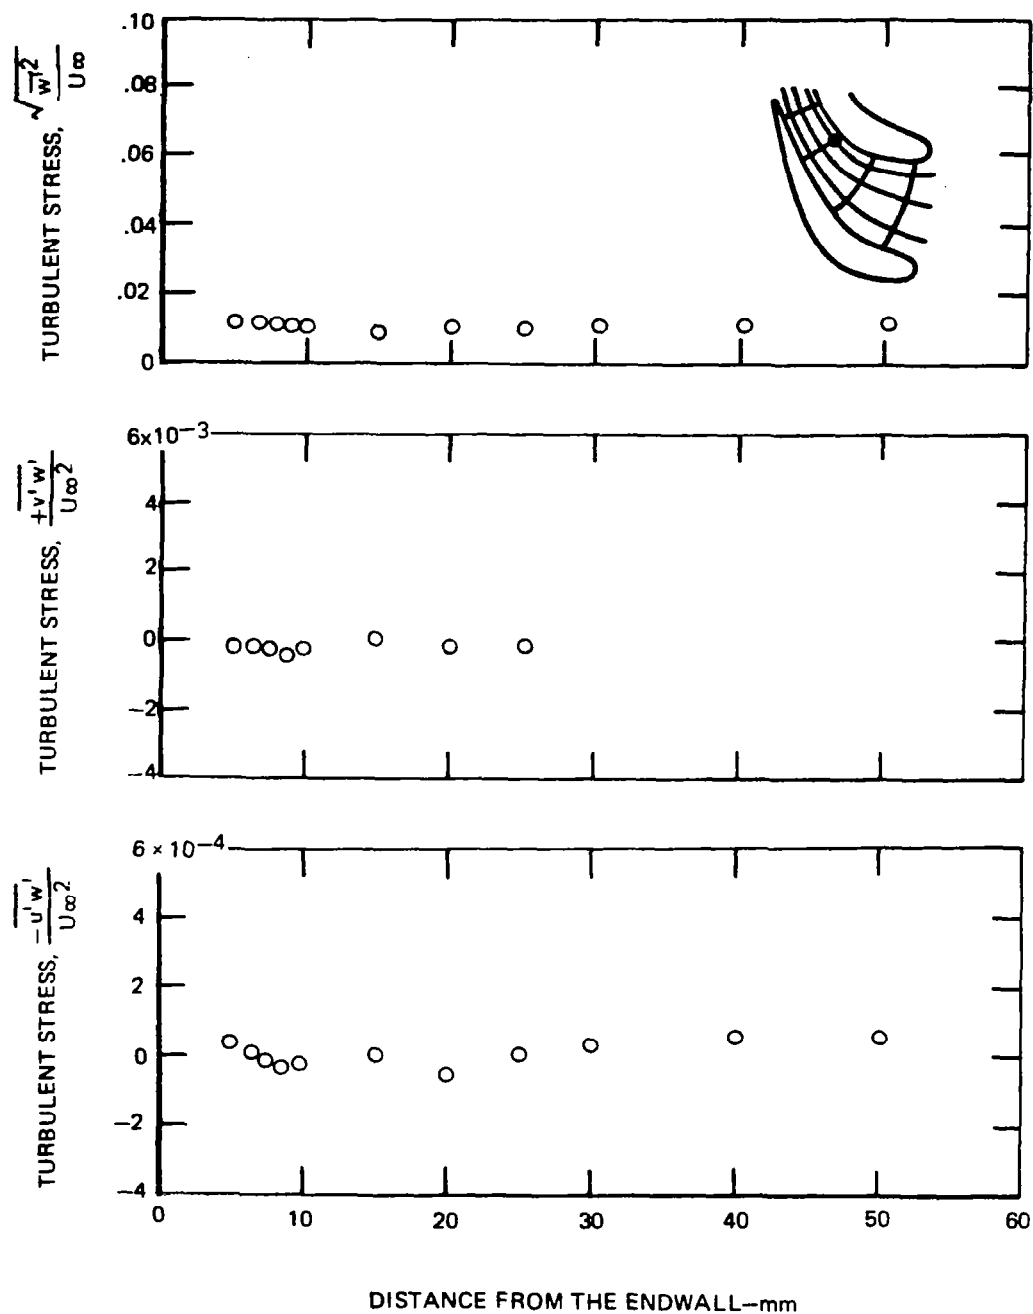 TURBULENT STRESS, √w'2 / U∞
.10
.08
.06
.04
.02
0
TURBULENT STRESS, +v'w' / U∞2
6x10−3
4
2
0
−2
−4
TURBULENT STRESS, −u'w' / U∞2
6 × 10−4
4
2
0
−2
−4
0 10 20 30 40 50 60
DISTANCE FROM THE ENDWALL—mm